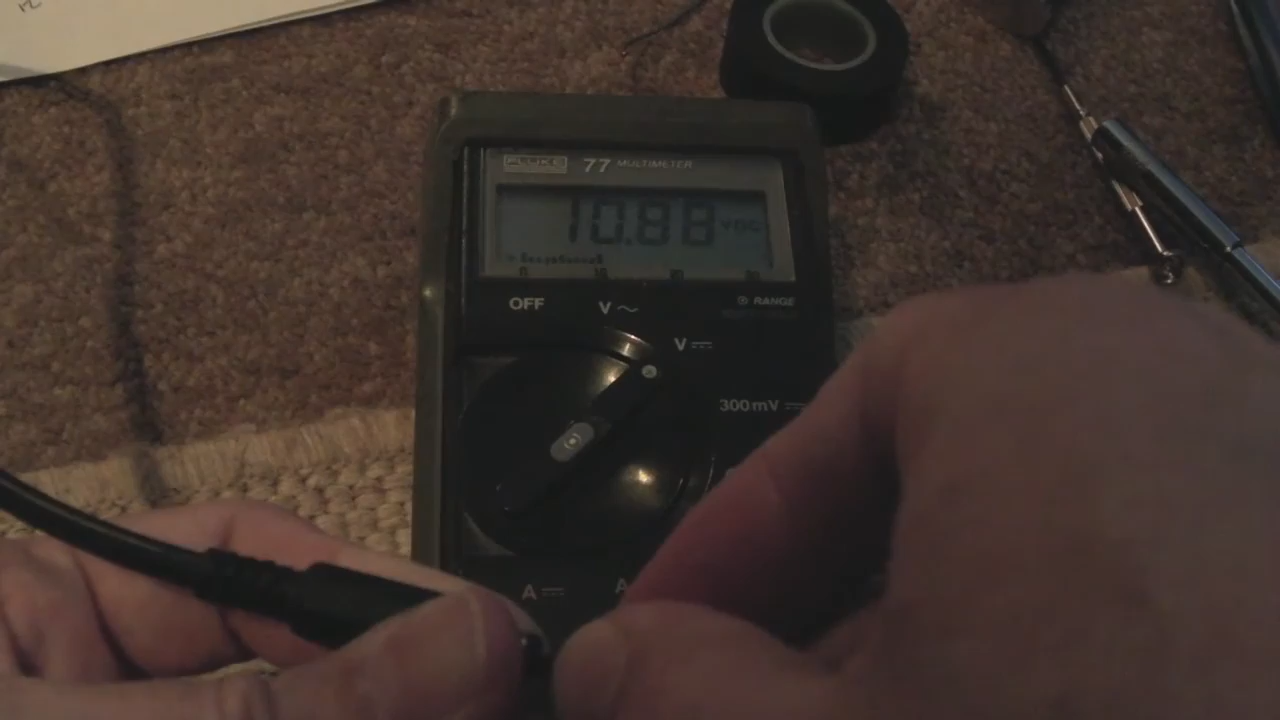 FLUKE 77 MULTIMETER
10.88 VDC
OFF
V
RANGE
V
300mV
A
A